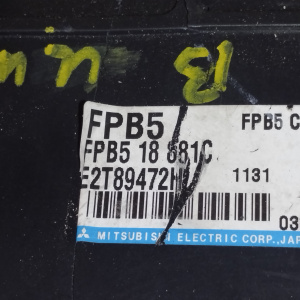 FPB5 FPB5 C
FPB5 18 881C
E2T89472H 1131
03
MITSUBISHI ELECTRIC CORP.,JAP